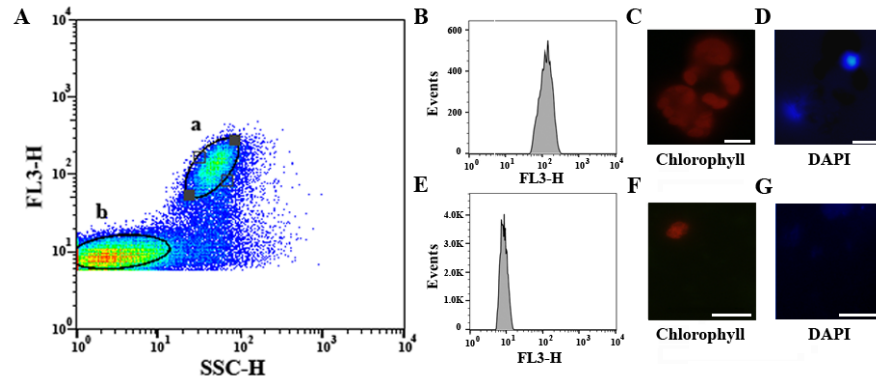 A
10^4
10^3
10^2
10^1
10^0
FL3-H
a
b
10^0 10^1 10^2 10^3 10^4
SSC-H
B
600
400
200
0
Events
10^0 10^1 10^2 10^3 10^4
FL3-H
C
Chlorophyll
D
DAPI
E
4.0K
3.0K
2.0K
1.0K
0
Events
10^0 10^1 10^2 10^3 10^4
FL3-H
F
Chlorophyll
G
DAPI